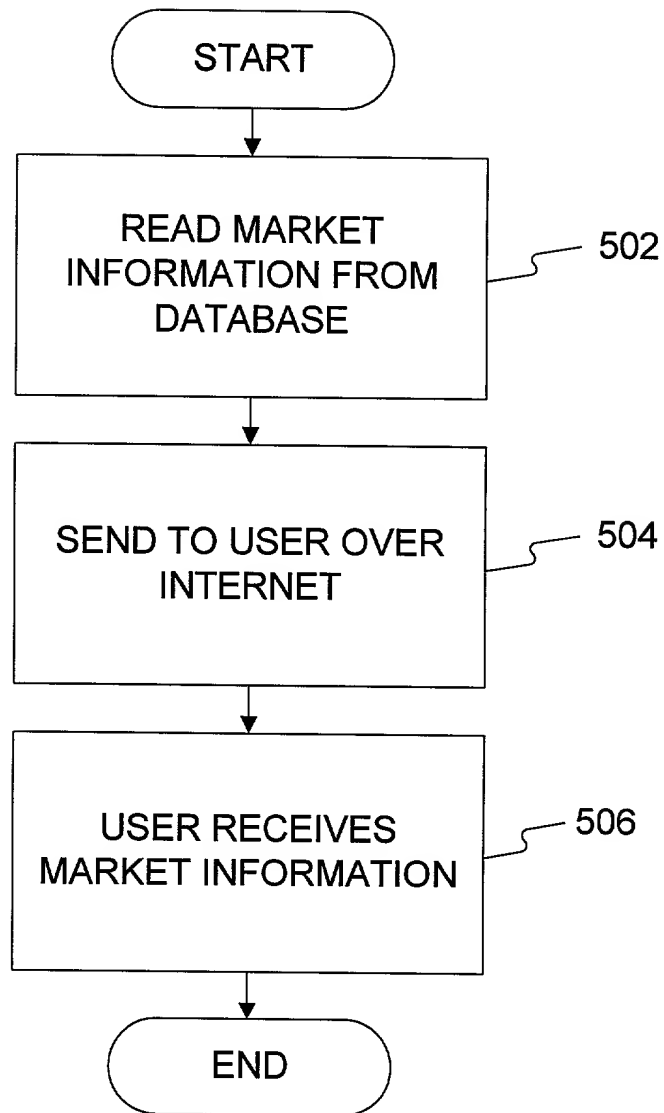 START
READ MARKET
INFORMATION FROM
DATABASE
502
SEND TO USER OVER
INTERNET
504
USER RECEIVES
MARKET INFORMATION
506
END